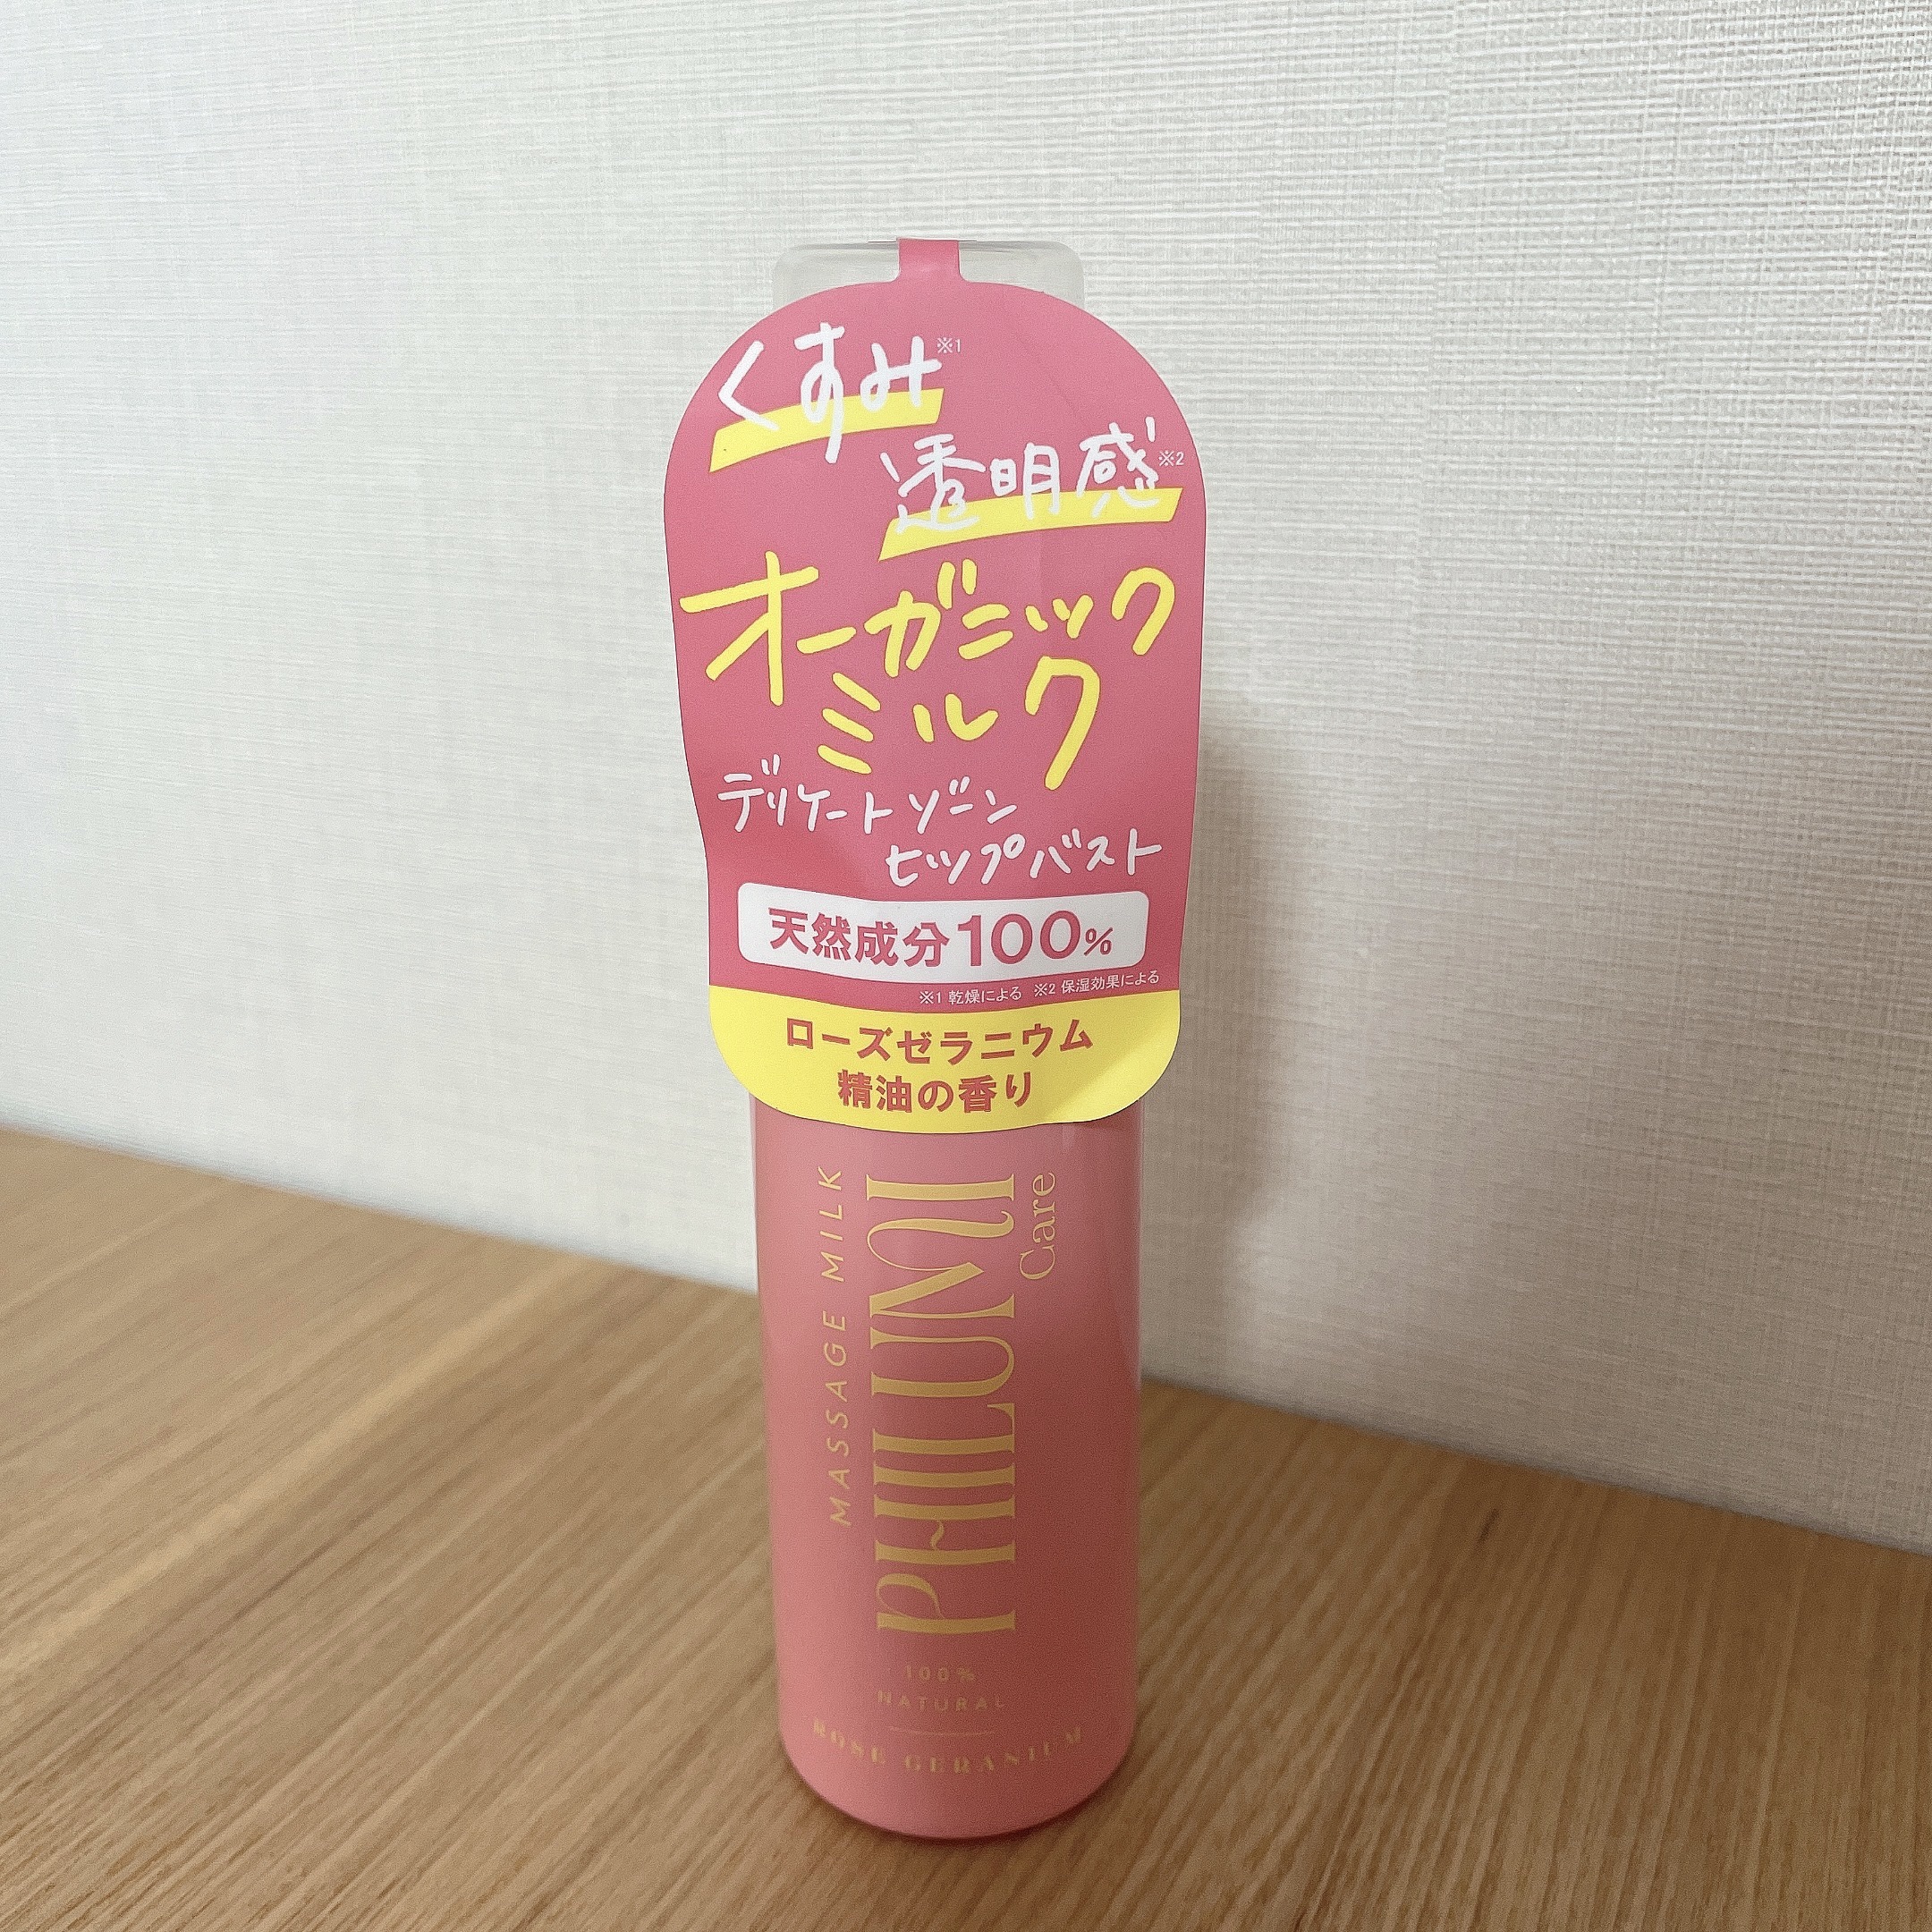 くすみ※1
透明感※2
オーガニック
ミルク
デリケートゾーン
ヒップバスト
天然成分100%
※1 乾燥による ※2 保湿効果による
ローズゼラニウム
精油の香り
MASSAGE MILK
PHILUMI
Care
100%
NATURAL
ROSE GERANIUM